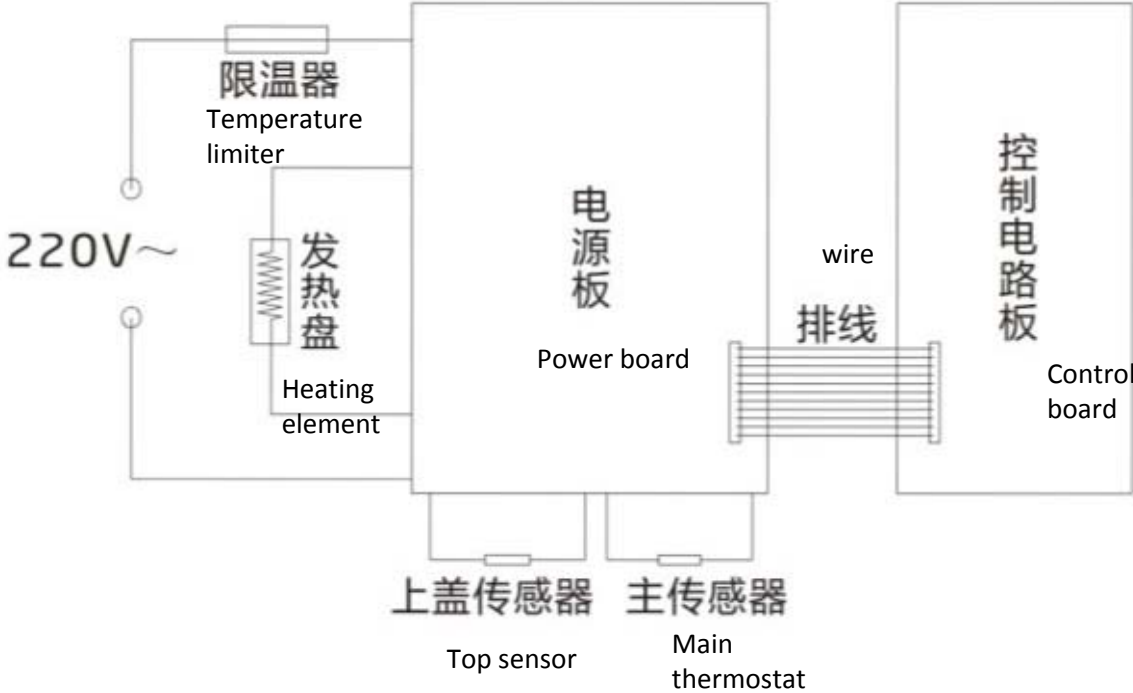 限温器
Temperature
limiter
220V～
发热盘
Heating
element
电源板
Power board
wire
排线
控制电路板
Control
board
上盖传感器
Top sensor
主传感器
Main
thermostat